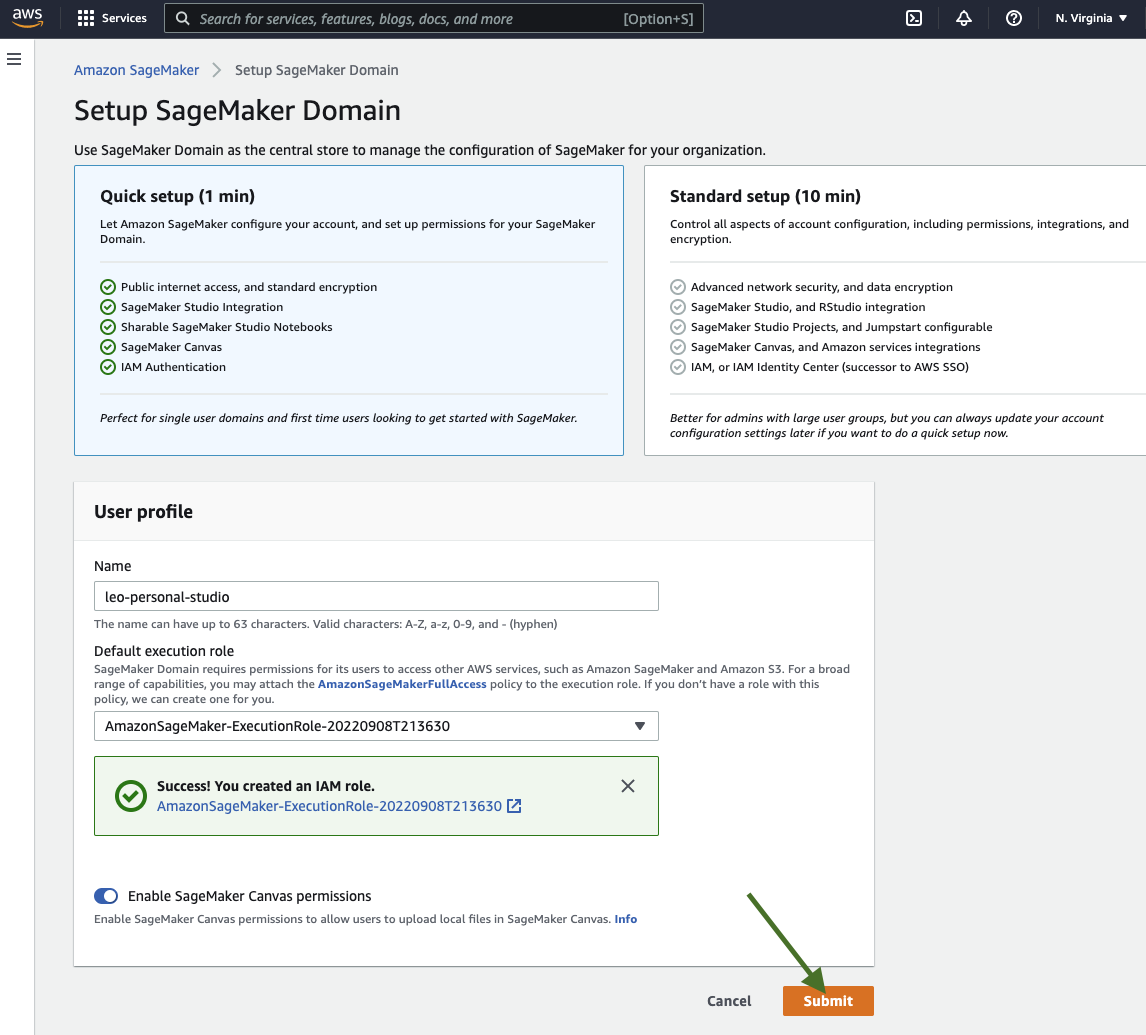 aws
Services
Search for services, features, blogs, docs, and more
[Option+S]
N. Virginia
Amazon SageMaker
Setup SageMaker Domain
Setup SageMaker Domain
Use SageMaker Domain as the central store to manage the configuration of SageMaker for your organization.
Quick setup (1 min)
Let Amazon SageMaker configure your account, and set up permissions for your SageMaker
Domain.
Public internet access, and standard encryption
SageMaker Studio Integration
Sharable SageMaker Studio Notebooks
SageMaker Canvas
IAM Authentication
Perfect for single user domains and first time users looking to get started with SageMaker.
Standard setup (10 min)
Control all aspects of account configuration, including permissions, integrations, and
encryption.
Advanced network security, and data encryption
SageMaker Studio, and RStudio integration
SageMaker Studio Projects, and Jumpstart configurable
SageMaker Canvas, and Amazon services integrations
IAM, or IAM Identity Center (successor to AWS SSO)
Better for admins with large user groups, but you can always update your account
configuration settings later if you want to do a quick setup now.
User profile
Name
leo-personal-studio
The name can have up to 63 characters. Valid characters: A-Z, a-z, 0-9, and - (hyphen)
Default execution role
SageMaker Domain requires permissions for its users to access other AWS services, such as Amazon SageMaker and Amazon S3. For a broad
range of capabilities, you may attach the AmazonSageMakerFullAccess policy to the execution role. If you don't have a role with this
policy, we can create one for you.
AmazonSageMaker-ExecutionRole-20220908T213630
Success! You created an IAM role.
AmazonSageMaker-ExecutionRole-20220908T213630
Enable SageMaker Canvas permissions
Enable SageMaker Canvas permissions to allow users to upload local files in SageMaker Canvas. Info
Cancel
Submit